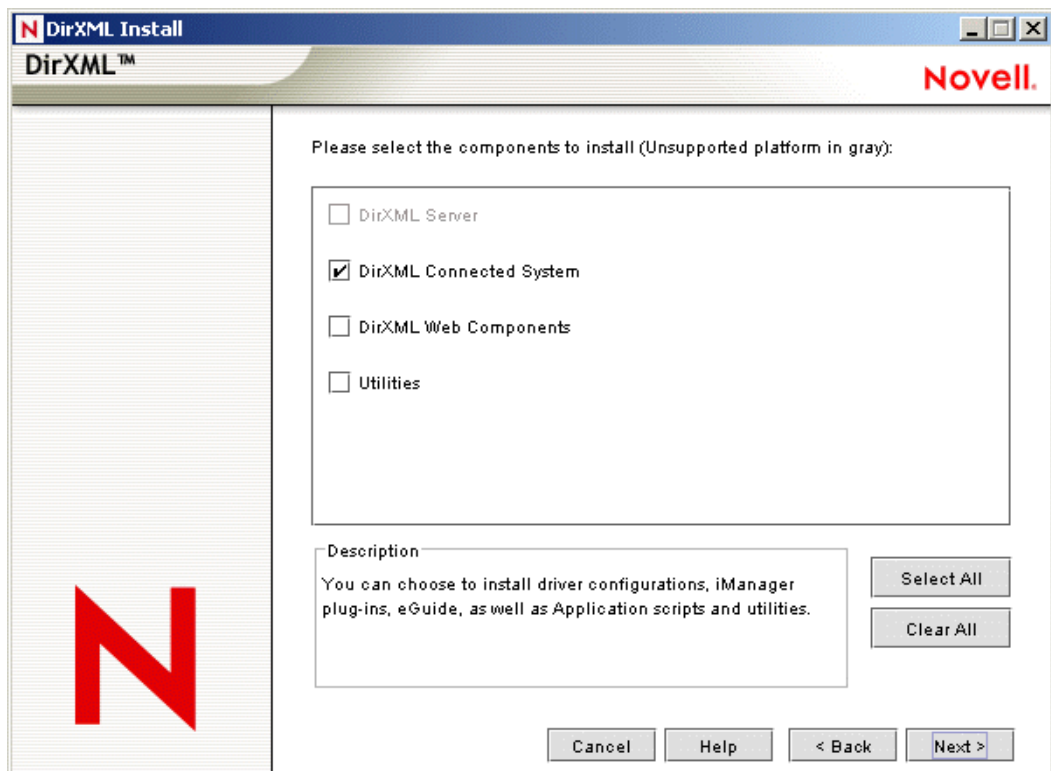 DirXML Install
DirXML™
Novell.
Please select the components to install (Unsupported platform in gray):
DirXML Server
DirXML Connected System
DirXML Web Components
Utilities
Description
You can choose to install driver configurations, iManager
plug-ins, eGuide, as well as Application scripts and utilities.
Select All
Clear All
Cancel
Help
< Back
Next >